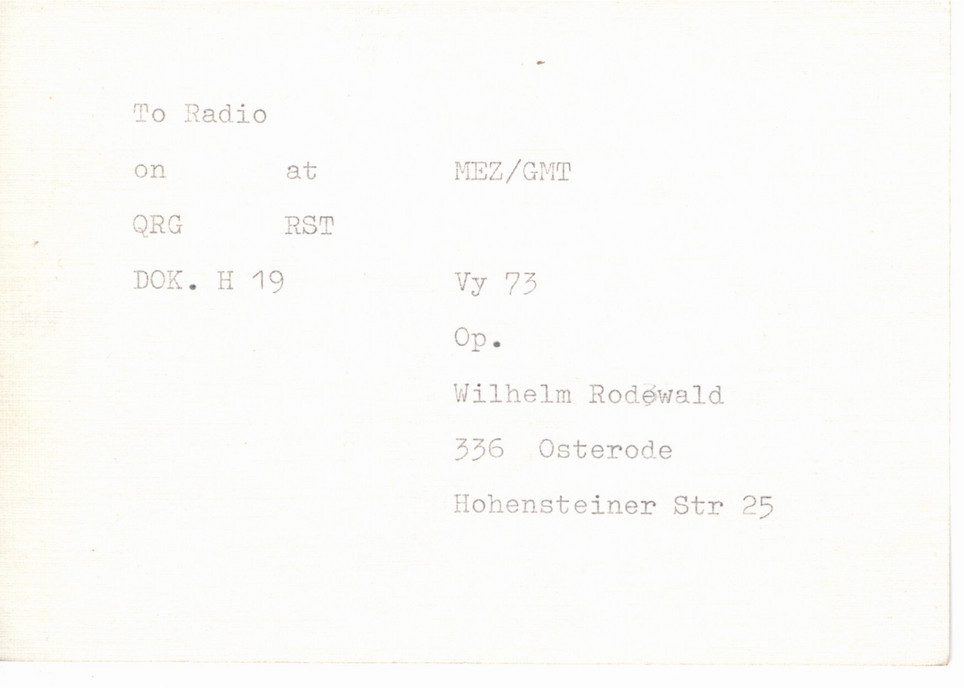 To Radio
on at MEZ/GMT
QRG RST
DOK. H 19 Vy 73
Op.
Wilhelm Rodewald
336 Osterode
Hohensteiner Str 25